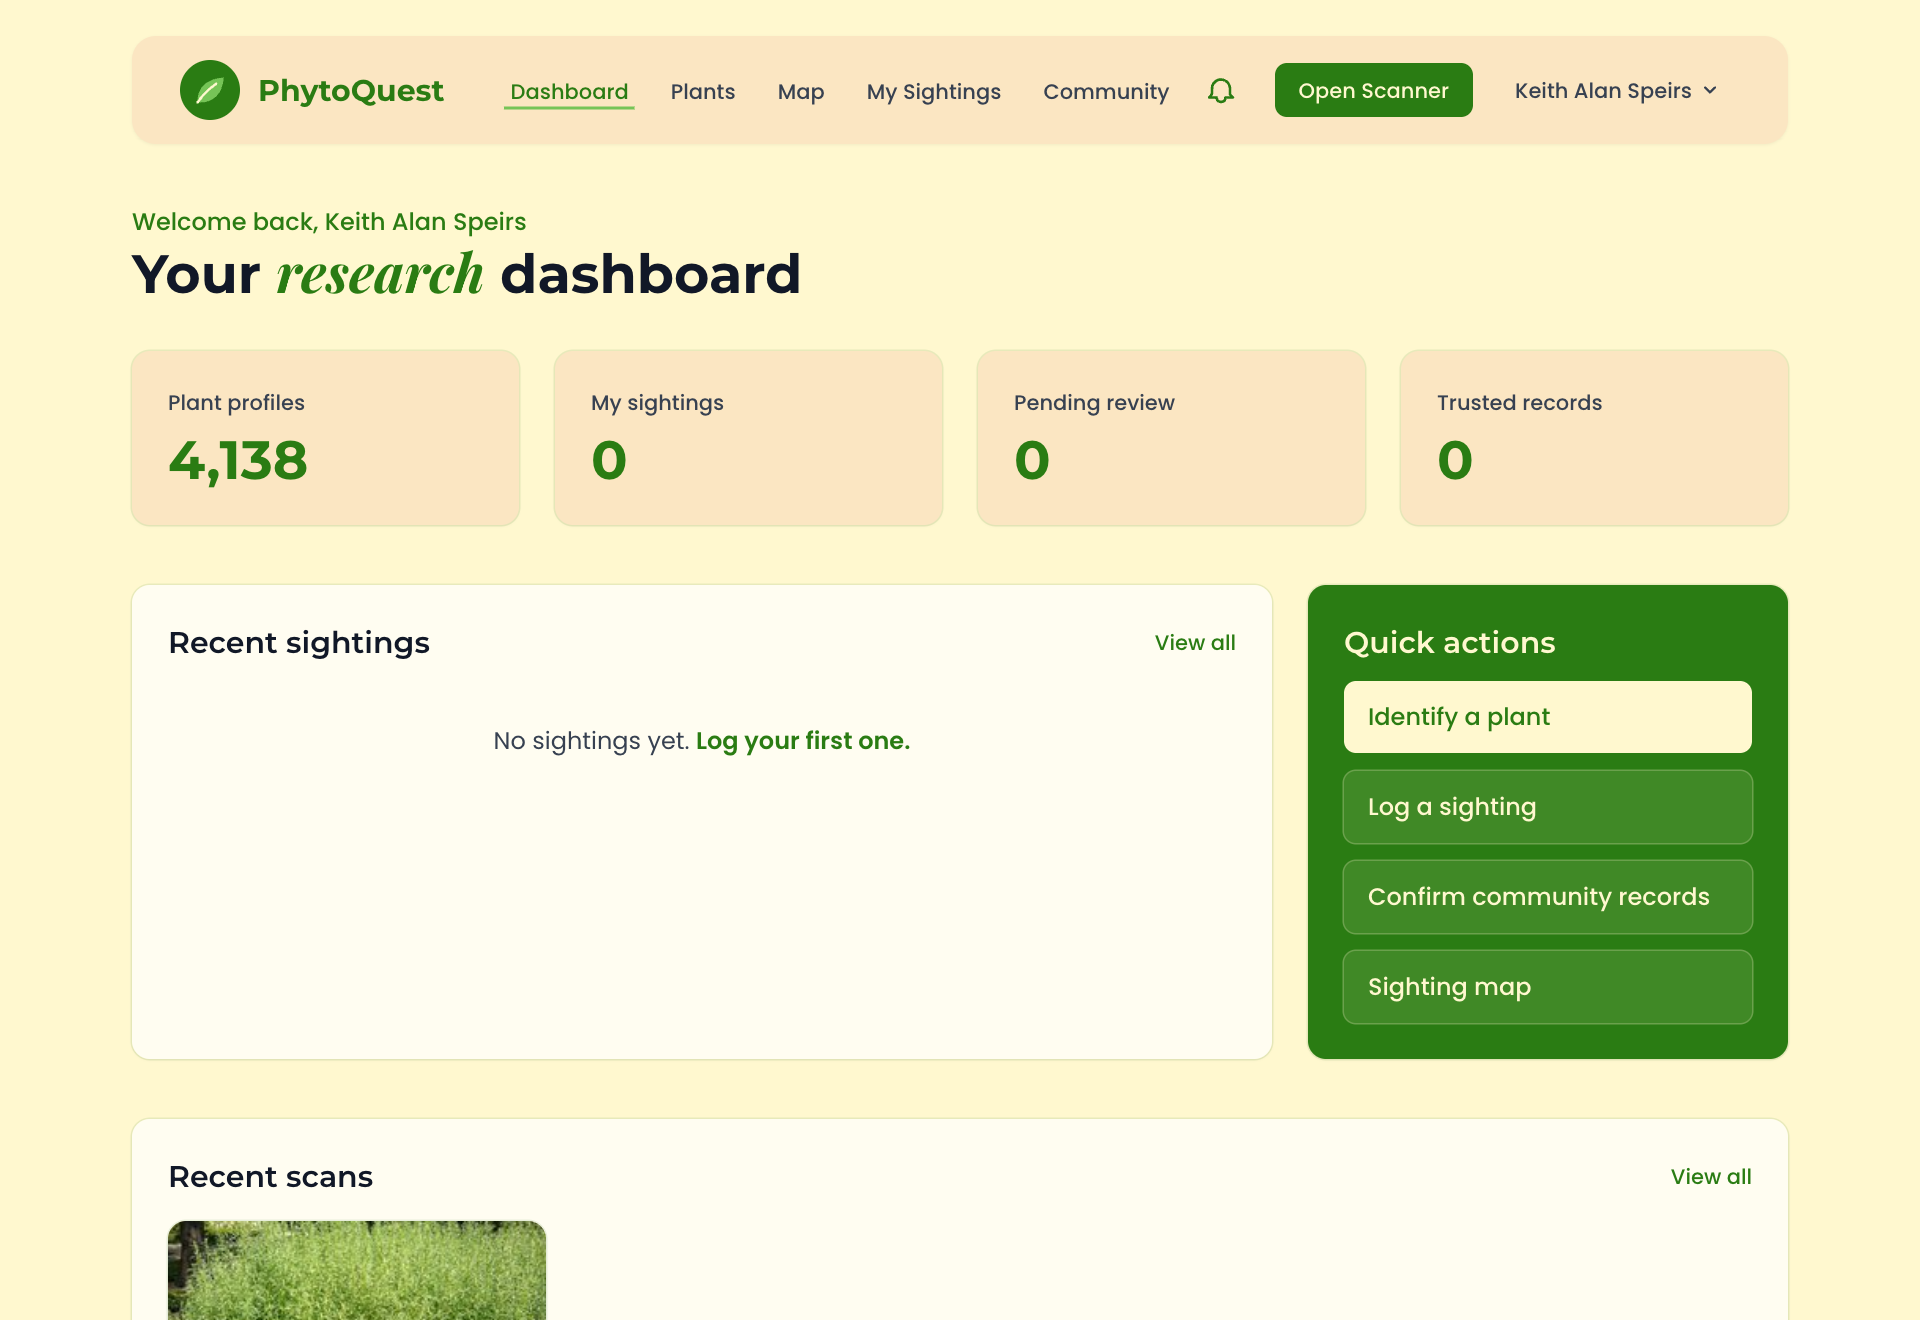 PhytoQuest
Dashboard
Plants
Map
My Sightings
Community
Open Scanner
Keith Alan Speirs
Welcome back, Keith Alan Speirs
Your research dashboard
Plant profiles
4,138
My sightings
0
Pending review
0
Trusted records
0
Recent sightings
View all
No sightings yet. Log your first one.
Quick actions
Identify a plant
Log a sighting
Confirm community records
Sighting map
Recent scans
View all